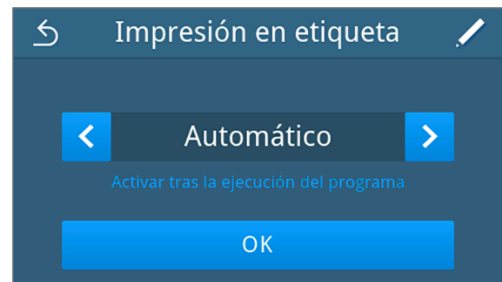 Impresión en etiqueta
Automático
Activar tras la ejecución del programa
OK